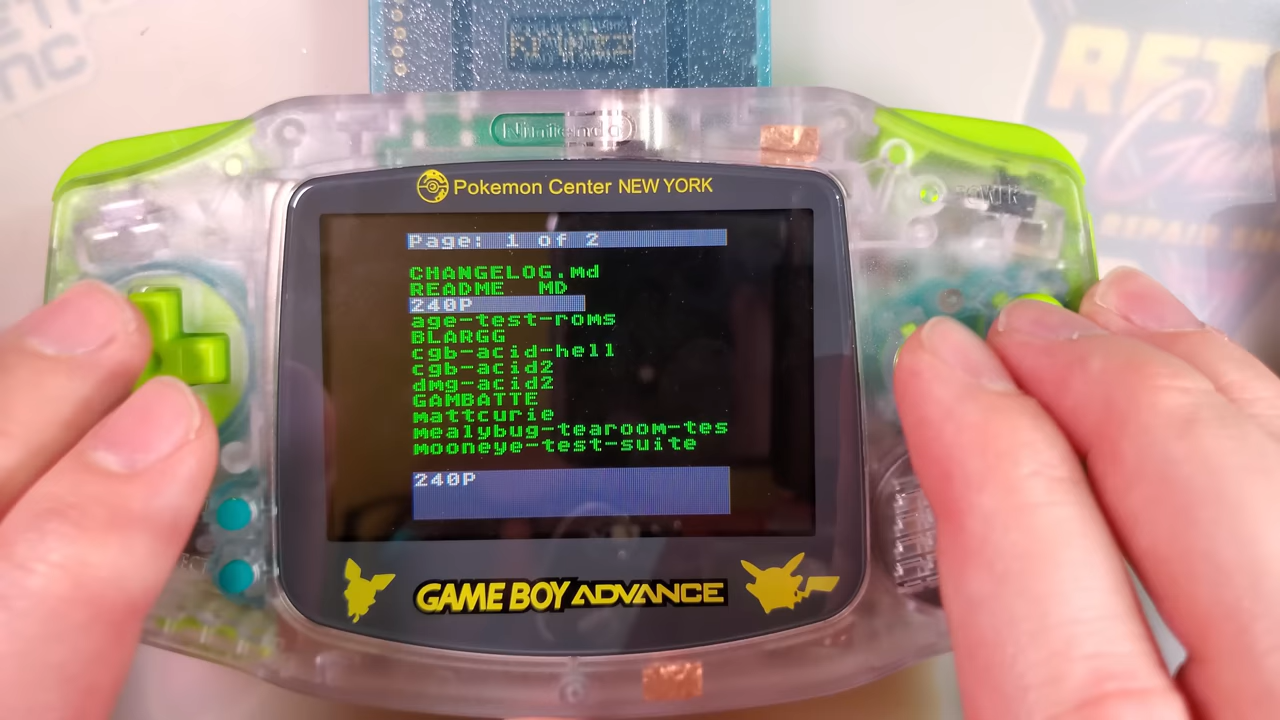 Nintendo
POWER
Pokemon Center NEW YORK
Page: 1 of 2
CHANGELOG.md
README MD
240P
age-test-roms
BLARGG
cgb-acid-hell
cgb-acid2
dmg-acid2
GAMBATTE
mattcurie
mealybug-tearoom-tes
mooneye-test-suite
240P
GAME BOY ADVANCE